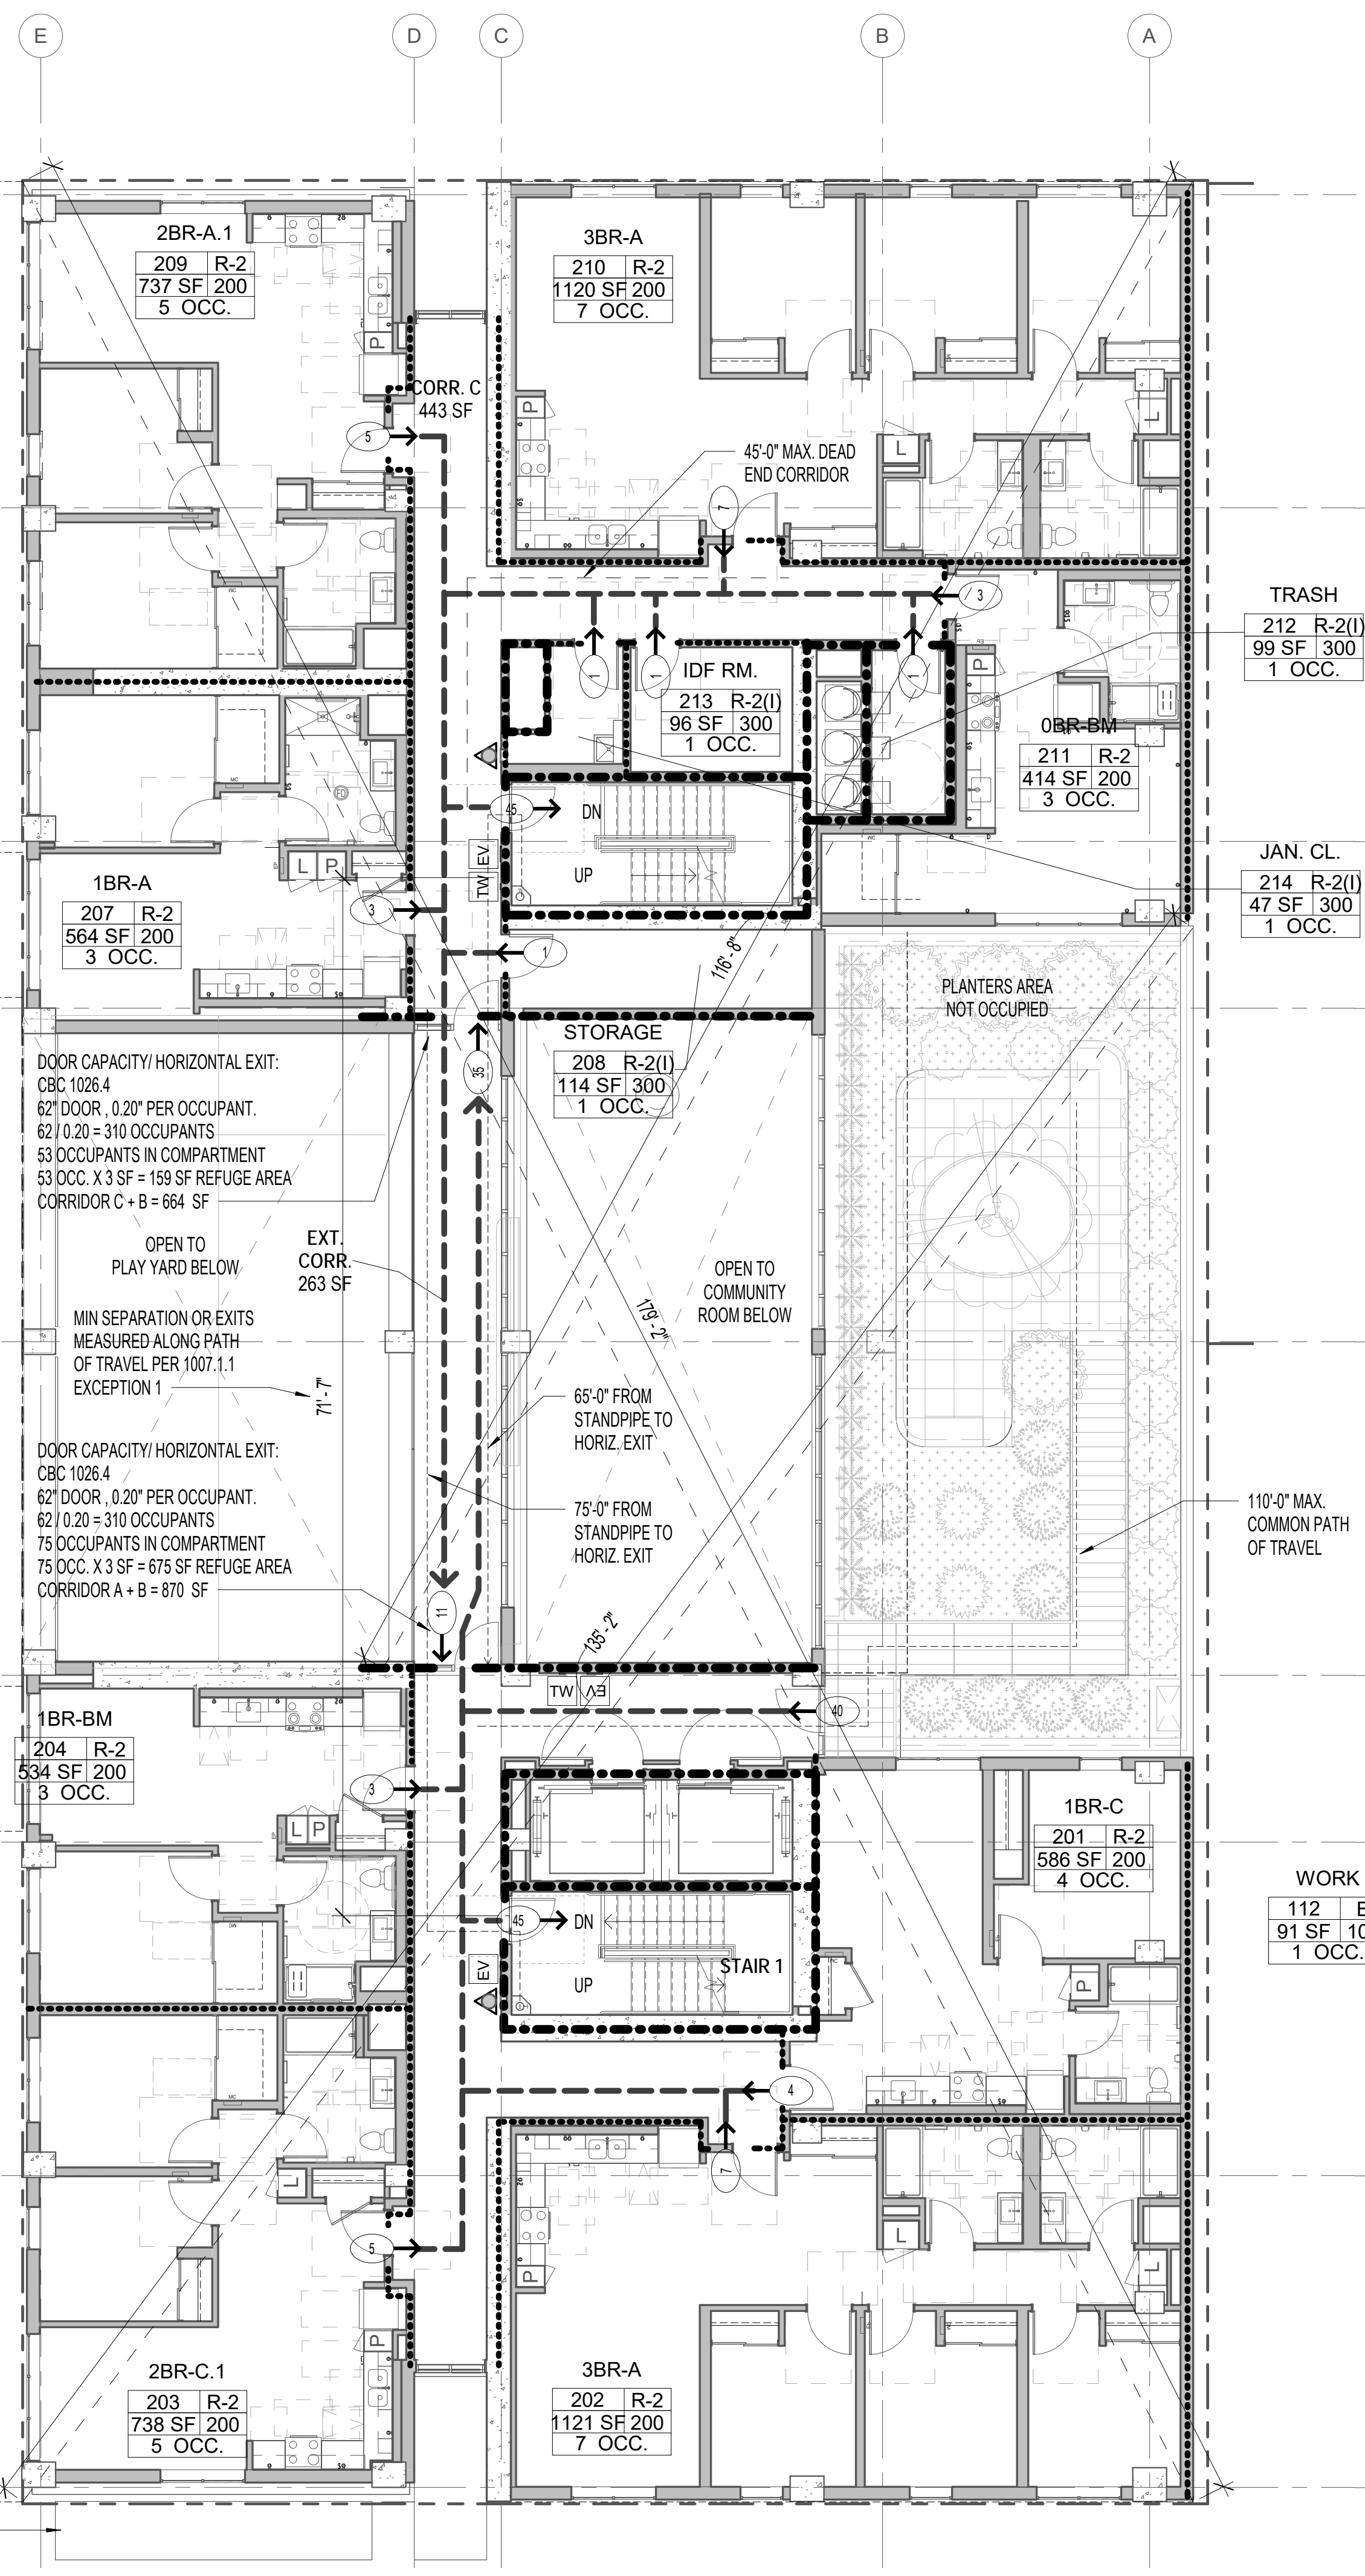 E
D
C
B
A
2BR-A.1
209 R-2
737 SF 200
5 OCC.
3BR-A
210 R-2
1120 SF 200
7 OCC.
P
CORR. C
443 SF
5
45'-0" MAX. DEAD
END CORRIDOR
P
L
L
7
MC
3
TRASH
212 R-2(I)
99 SF 300
1 OCC.
1
1
1
IDF RM.
213 R-2(I)
96 SF 300
1 OCC.
P
0BR-BM
211 R-2
414 SF 200
3 OCC.
MC
FD
45
DN
UP
EV
TW
MC
JAN. CL.
214 R-2(I)
47 SF 300
1 OCC.
EP
L P
1BR-A
207 R-2
564 SF 200
3 OCC.
3
1
116'-8"
PLANTERS AREA
NOT OCCUPIED
STORAGE
208 R-2(I)
114 SF 300
1 OCC.
35
DOOR CAPACITY/ HORIZONTAL EXIT:
CBC 1026.4
62" DOOR , 0.20" PER OCCUPANT.
62 / 0.20 = 310 OCCUPANTS
53 OCCUPANTS IN COMPARTMENT
53 OCC. X 3 SF = 159 SF REFUGE AREA
CORRIDOR C + B = 664 SF
OPEN TO
PLAY YARD BELOW
EXT.
CORR.
263 SF
OPEN TO
COMMUNITY
ROOM BELOW
179'-2"
MIN SEPARATION OR EXITS
MEASURED ALONG PATH
OF TRAVEL PER 1007.1.1
EXCEPTION 1
71'-7"
65'-0" FROM
STANDPIPE TO
HORIZ. EXIT
DOOR CAPACITY/ HORIZONTAL EXIT:
CBC 1026.4
62" DOOR , 0.20" PER OCCUPANT.
62 / 0.20 = 310 OCCUPANTS
75 OCCUPANTS IN COMPARTMENT
75 OCC. X 3 SF = 675 SF REFUGE AREA
CORRIDOR A + B = 870 SF
75'-0" FROM
STANDPIPE TO
HORIZ. EXIT
110'-0" MAX.
COMMON PATH
OF TRAVEL
11
135'-2"
TW
EV
40
1BR-BM
204 R-2
534 SF 200
3 OCC.
3
L P
EP
MC
1BR-C
201 R-2
586 SF 200
4 OCC.
WORK
112 B
91 SF 10
1 OCC.
45
DN
UP
STAIR 1
EV
P
MC
4
7
L
P
5
L
L
P
2BR-C.1
203 R-2
738 SF 200
5 OCC.
3BR-A
202 R-2
1121 SF 200
7 OCC.